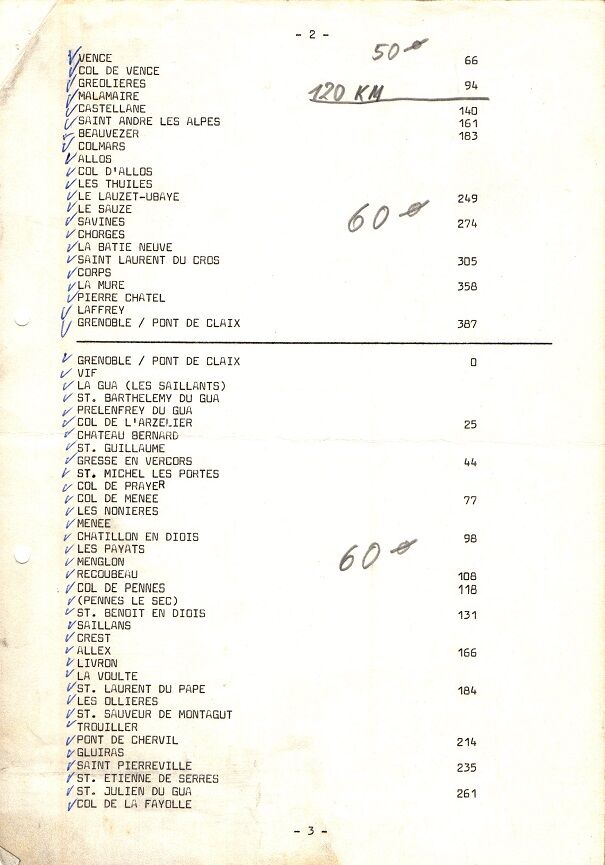 - 2 -
VENCE 66
COL DE VENCE
GREOLIERES 94
MALAMAIRE
CASTELLANE 140
SAINT ANDRE LES ALPES 161
BEAUVEZER 183
COLMARS
ALLOS
COL D'ALLOS
LES THUILES
LE LAUZET-UBAYE 249
LE SAUZE
SAVINES 274
CHORGES
LA BATIE NEUVE
SAINT LAURENT DU CROS 305
CORPS
LA MURE 358
PIERRE CHATEL
LAFFREY
GRENOBLE / PONT DE CLAIX 387
50
120 KM
60
GRENOBLE / PONT DE CLAIX 0
VIF
LA GUA (LES SAILLANTS)
ST. BARTHELEMY DU GUA
PRELENFREY DU GUA
COL DE L'ARZELIER 25
CHATEAU BERNARD
ST. GUILLAUME
GRESSE EN VERCORS 44
ST. MICHEL LES PORTES
COL DE PRAYER
COL DE MENEE 77
LES NONIERES
MENEE
CHATILLON EN DIOIS 98
LES PAYATS
MENGLON
RECOUBEAU 108
COL DE PENNES 118
(PENNES LE SEC)
ST. BENOIT EN DIOIS 131
SAILLANS
CREST
ALLEX 166
LIVRON
LA VOULTE
ST. LAURENT DU PAPE 184
LES OLLIERES
ST. SAUVEUR DE MONTAGUT
TROUILLER
PONT DE CHERVIL 214
GLUIRAS
SAINT PIERREVILLE 235
ST. ETIENNE DE SERRES
ST. JULIEN DU GUA 261
COL DE LA FAYOLLE
60
- 3 -